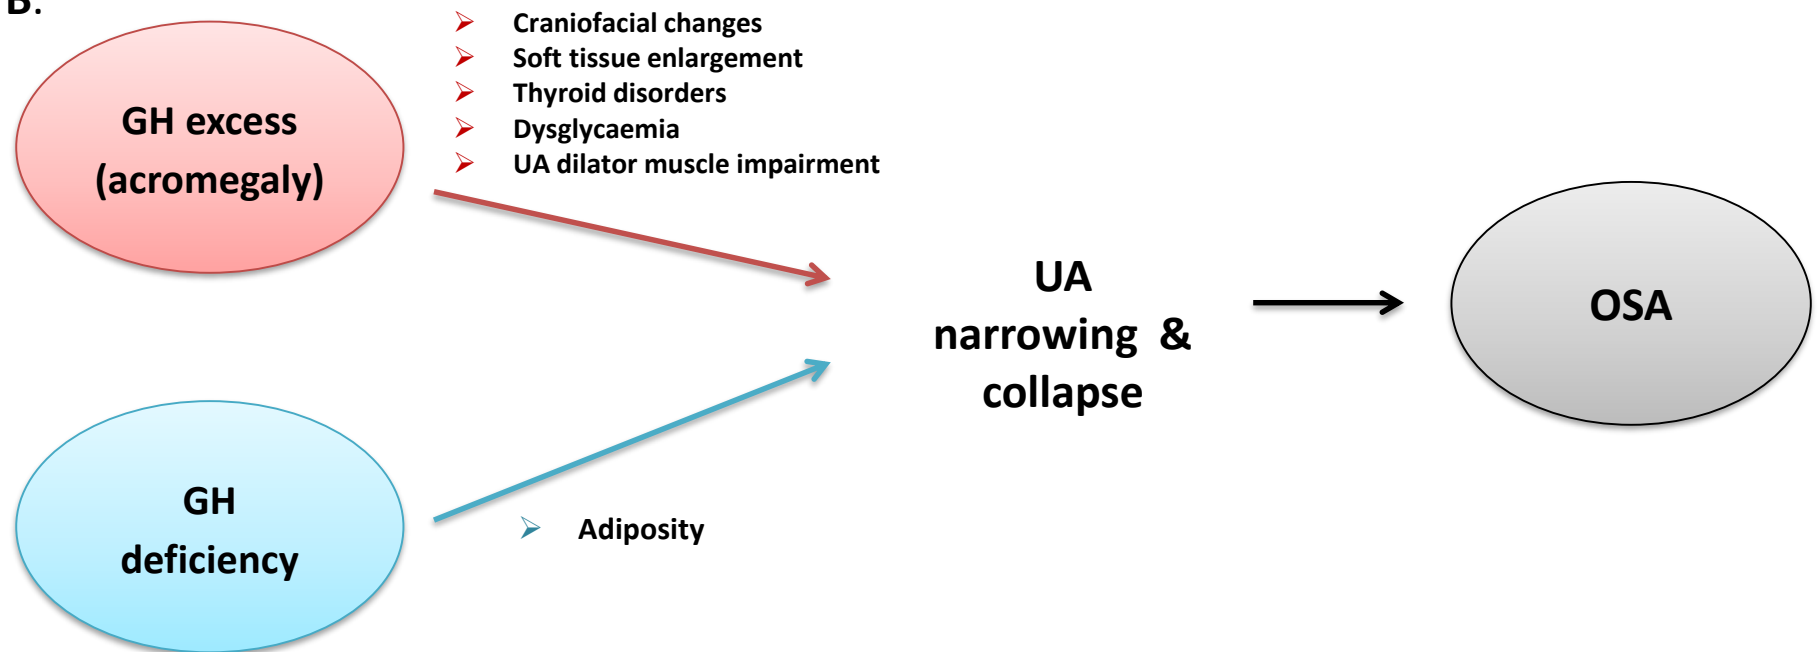 B.
Craniofacial changes
Soft tissue enlargement
Thyroid disorders
Dysglycaemia
UA dilator muscle impairment
GH excess
(acromegaly)
UA
narrowing & 
collapse
OSA
GH
deficiency
Adiposity